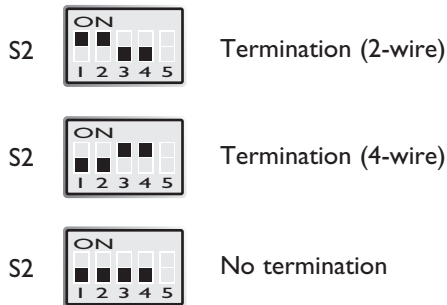 ON
S2 Termination (2-wire)
1 2 3 4 5
ON
S2 Termination (4-wire)
1 2 3 4 5
ON
S2 No termination
1 2 3 4 5